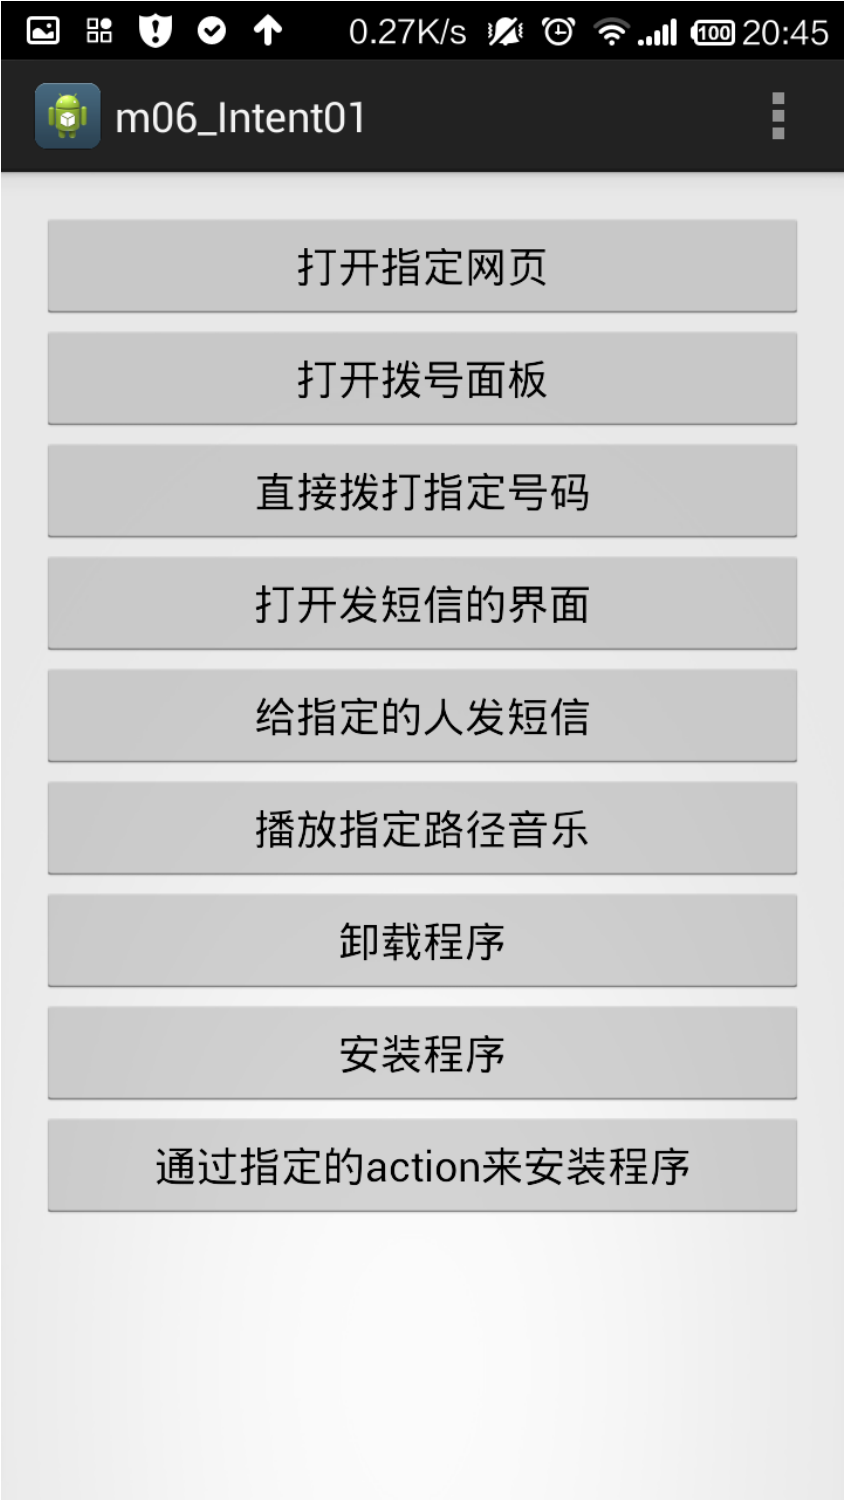 0.27K/s 100 20:45
m06_Intent01
打开指定网页
打开拨号面板
直接拨打指定号码
打开发短信的界面
给指定的人发短信
播放指定路径音乐
卸载程序
安装程序
通过指定的action来安装程序